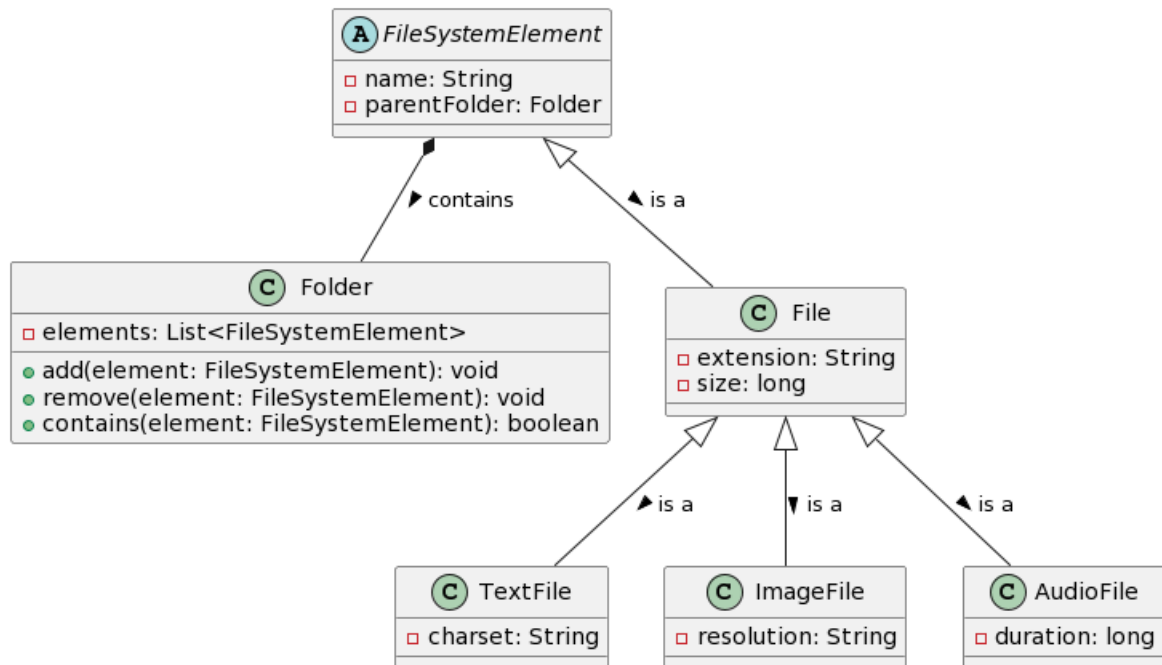 A FileSystemElement
name: String
parentFolder: Folder
contains
is a
C Folder
elements: List<FileSystemElement>
add(element: FileSystemElement): void
remove(element: FileSystemElement): void
contains(element: FileSystemElement): boolean
C File
extension: String
size: long
is a
is a
is a
C TextFile
charset: String
C ImageFile
resolution: String
C AudioFile
duration: long